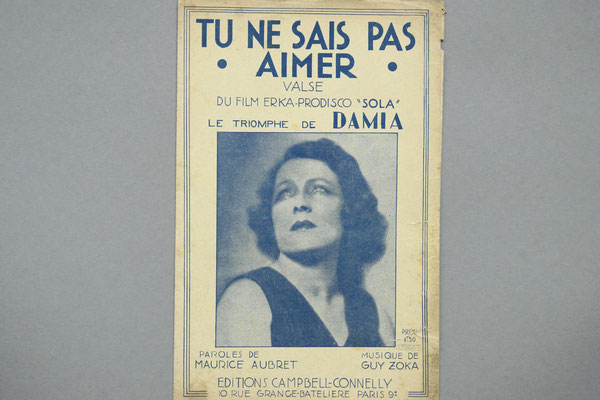 TU NE SAIS PAS
• AIMER •
VALSE
DU FILM ERKA-PRODISCO "SOLA"
LE TRIOMPHE DE DAMIA
PRIX:
PAROLES DE
MAURICE AUBRET
MUSIQUE DE
GUY ZOKA
EDITIONS CAMPBELL-CONNELLY
10 RUE GRANGE-BATELIERE PARIS 9e